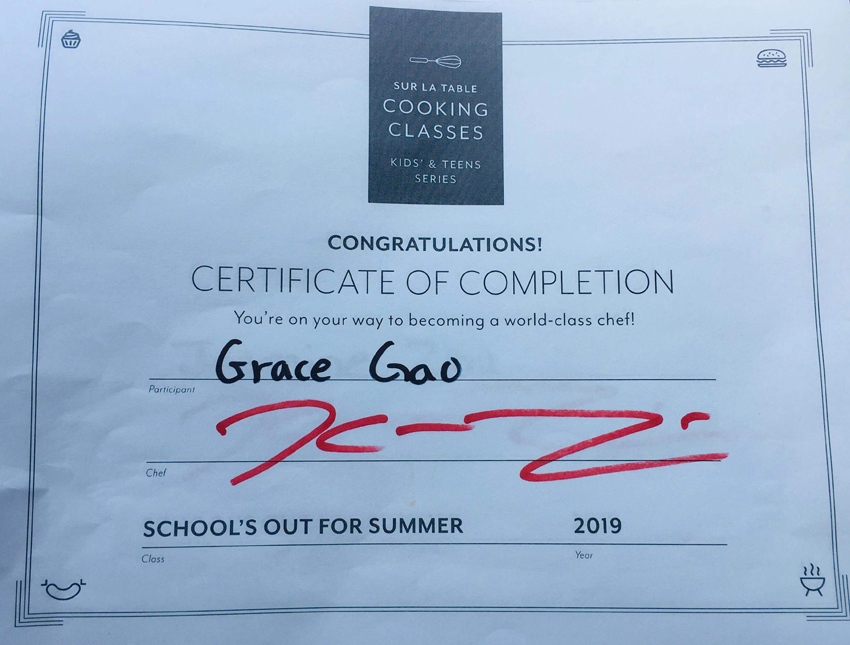 SUR LA TABLE
COOKING
CLASSES
KIDS' & TEENS
SERIES
CONGRATULATIONS!
CERTIFICATE OF COMPLETION
You're on your way to becoming a world-class chef!
Grace Gao
Participant
Chef
SCHOOL'S OUT FOR SUMMER 2019
Class Year